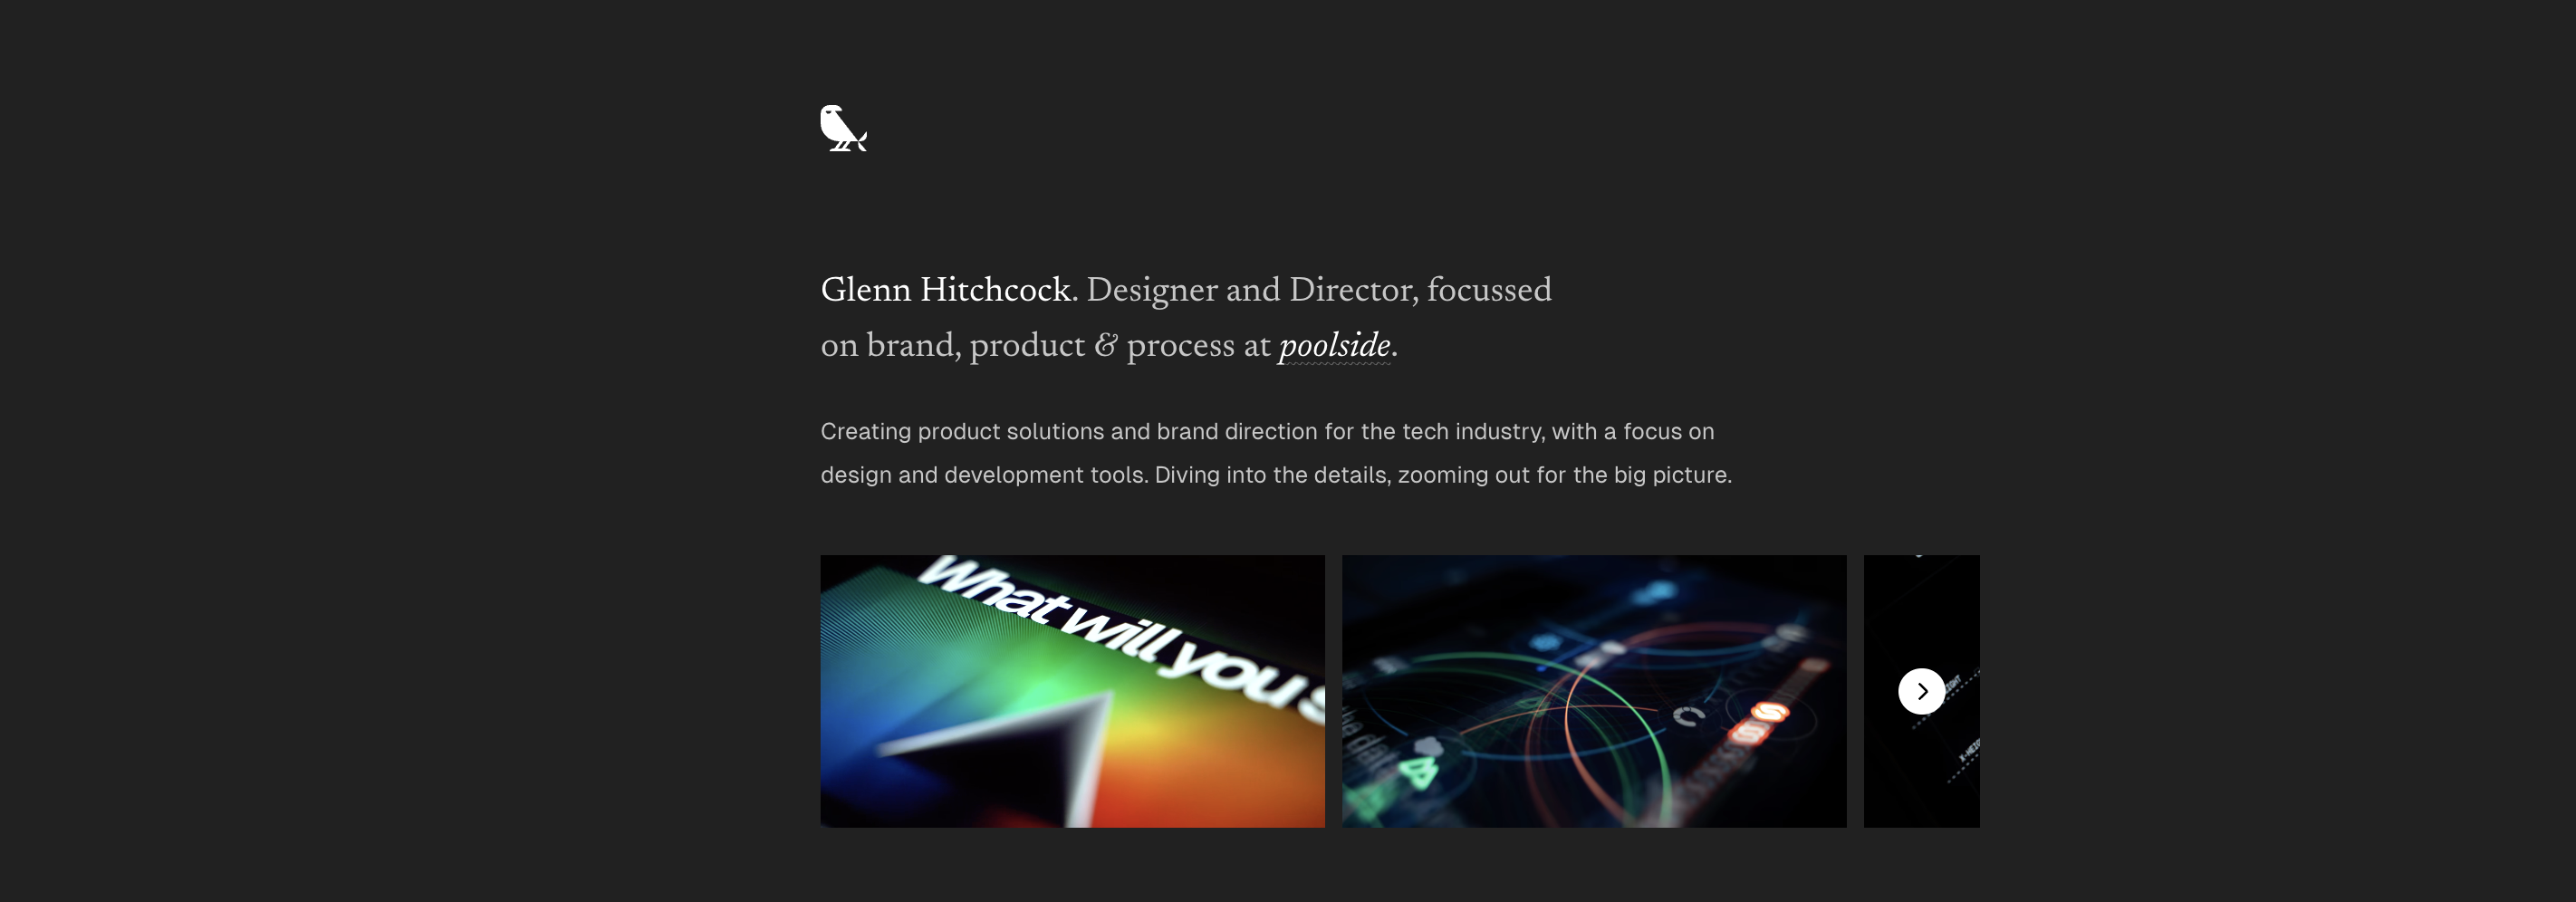 Glenn Hitchcock. Designer and Director, focussed
on brand, product & process at poolside.
Creating product solutions and brand direction for the tech industry, with a focus on
design and development tools. Diving into the details, zooming out for the big picture.
What will you s